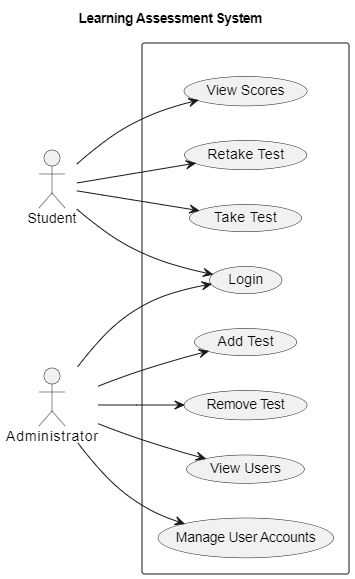 Learning Assessment System
View Scores
Retake Test
Student
Take Test
Login
Add Test
Administrator
Remove Test
View Users
Manage User Accounts